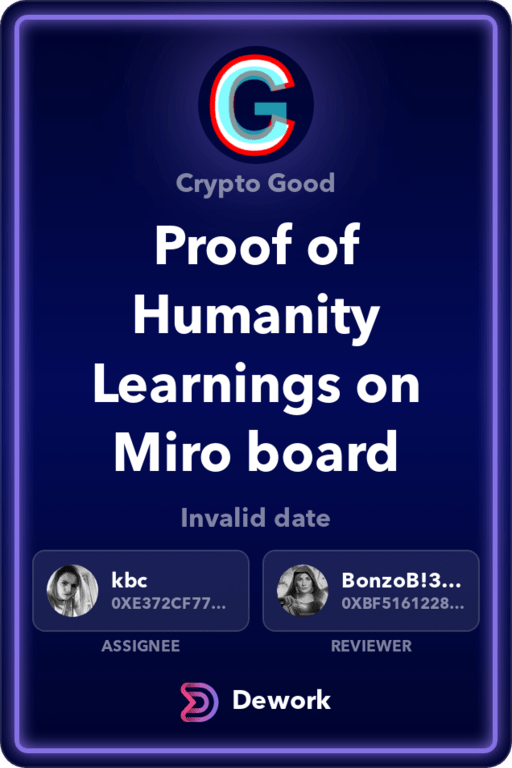 G
Crypto Good
Proof of
Humanity
Learnings on
Miro board
Invalid date
kbc
0XE372CF77...
BonzoB!3...
0XBF5161228...
ASSIGNEE
REVIEWER
Dework